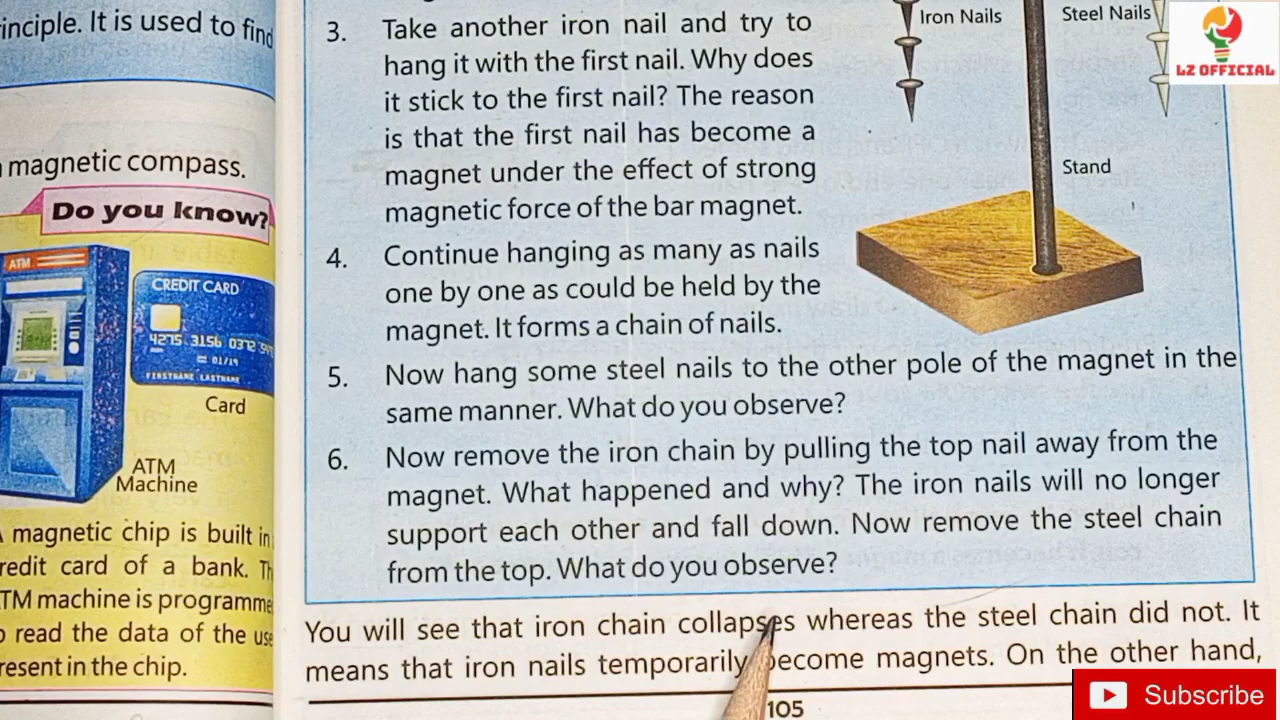 rinciple. It is used to find
magnetic compass.
Do you know?
ATM
CREDIT CARD
4275 3156 0372
01/19
FIRSTNAME LASTNAME
Card
ATM
Machine
A magnetic chip is built in
redit card of a bank. Th
TM machine is programme
o read the data of the use
resent in the chip.
3. Take another iron nail and try to
hang it with the first nail. Why does
it stick to the first nail? The reason
is that the first nail has become a
magnet under the effect of strong
magnetic force of the bar magnet.
4. Continue hanging as many as nails
one by one as could be held by the
magnet. It forms a chain of nails.
5. Now hang some steel nails to the other pole of the magnet in the
same manner. What do you observe?
6. Now remove the iron chain by pulling the top nail away from the
magnet. What happened and why? The iron nails will no longer
support each other and fall down. Now remove the steel chain
from the top. What do you observe?
Iron Nails
Steel Nails
Stand
You will see that iron chain collapses whereas the steel chain did not. It
means that iron nails temporarily become magnets. On the other hand,
105
LZ OFFICIAL
Subscribe